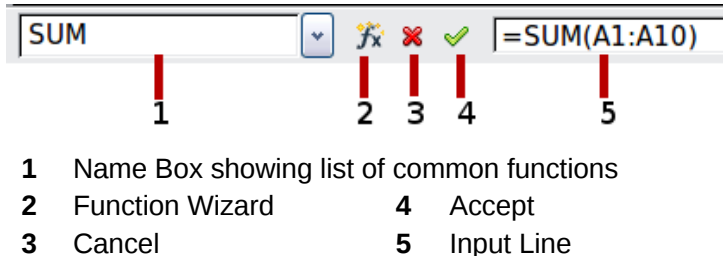 SUM fx =SUM(A1:A10)
1 2 3 4 5
1 Name Box showing list of common functions
2 Function Wizard 4 Accept
3 Cancel 5 Input Line